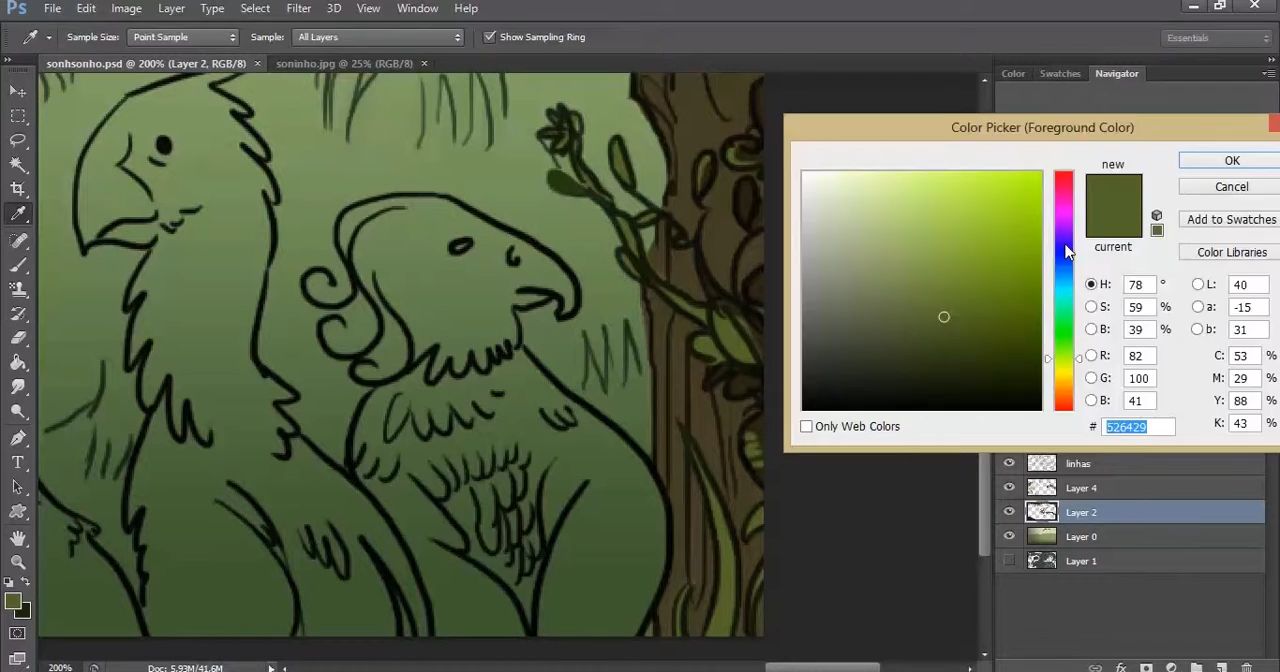 Ps File Edit Image Layer Type Select Filter 3D View Window Help
Sample Size: Point Sample Sample: All Layers Show Sampling Ring Essentials
sonhsonho.psd @ 200% (Layer 2, RGB/8) × soninho.jpg @ 25% (RGB/8) × Color Swatches Navigator
Color Picker (Foreground Color)
new OK
Cancel
Add to Swatches
current Color Libraries
H: 78 ° L: 40
S: 59 % a: -15
B: 39 % b: 31
R: 82 C: 53 %
G: 100 M: 29 %
B: 41 Y: 88 %
Only Web Colors # 526429 K: 43 %
linhas
Layer 4
Layer 2
Layer 0
Layer 1
200% Doc: 5.93M/41.6M